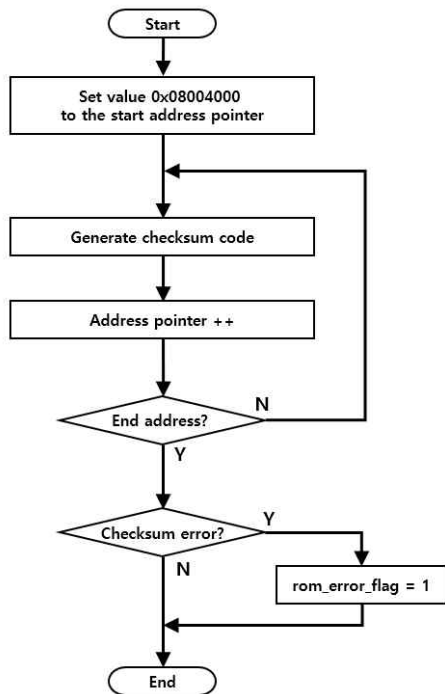 Start
Set value 0x08004000
to the start address pointer
Generate checksum code
Address pointer ++
End address?
N
Y
Checksum error?
Y
N
rom_error_flag = 1
End